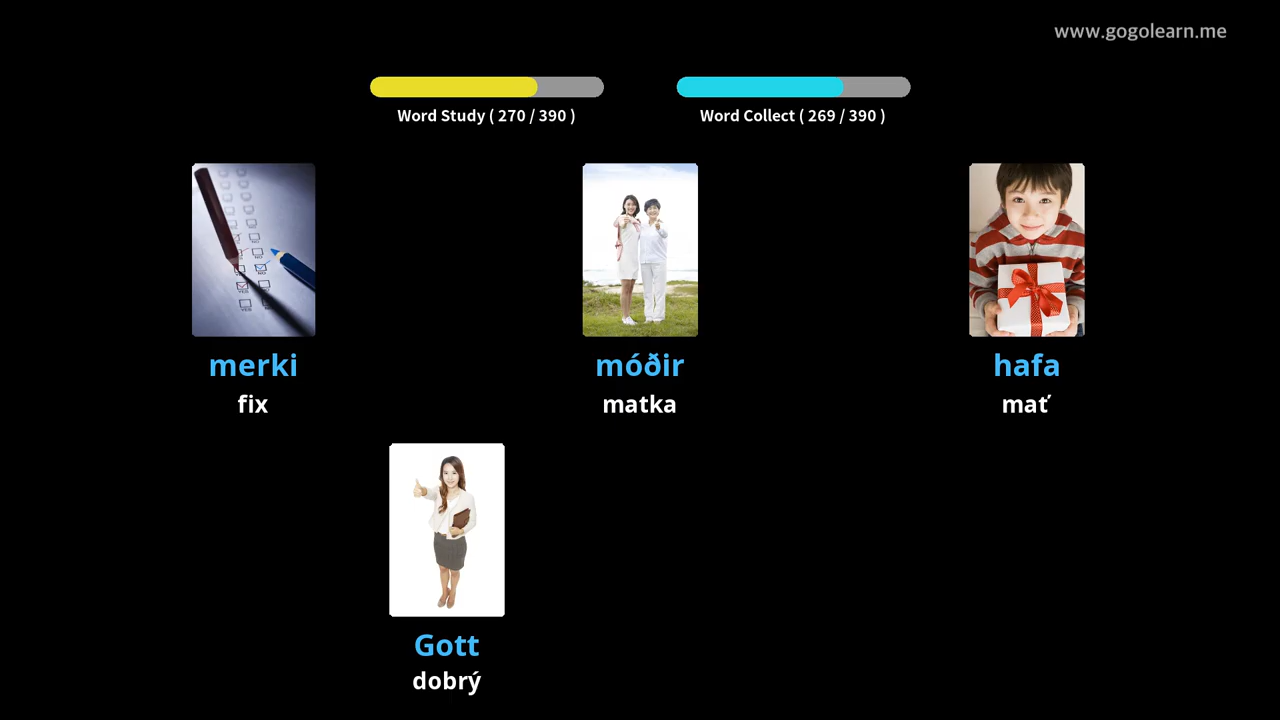 www.gogolearn.me
Word Study ( 270 / 390 )
Word Collect ( 269 / 390 )
merki
móðir
hafa
fix
matka
mať
Gott
dobrý